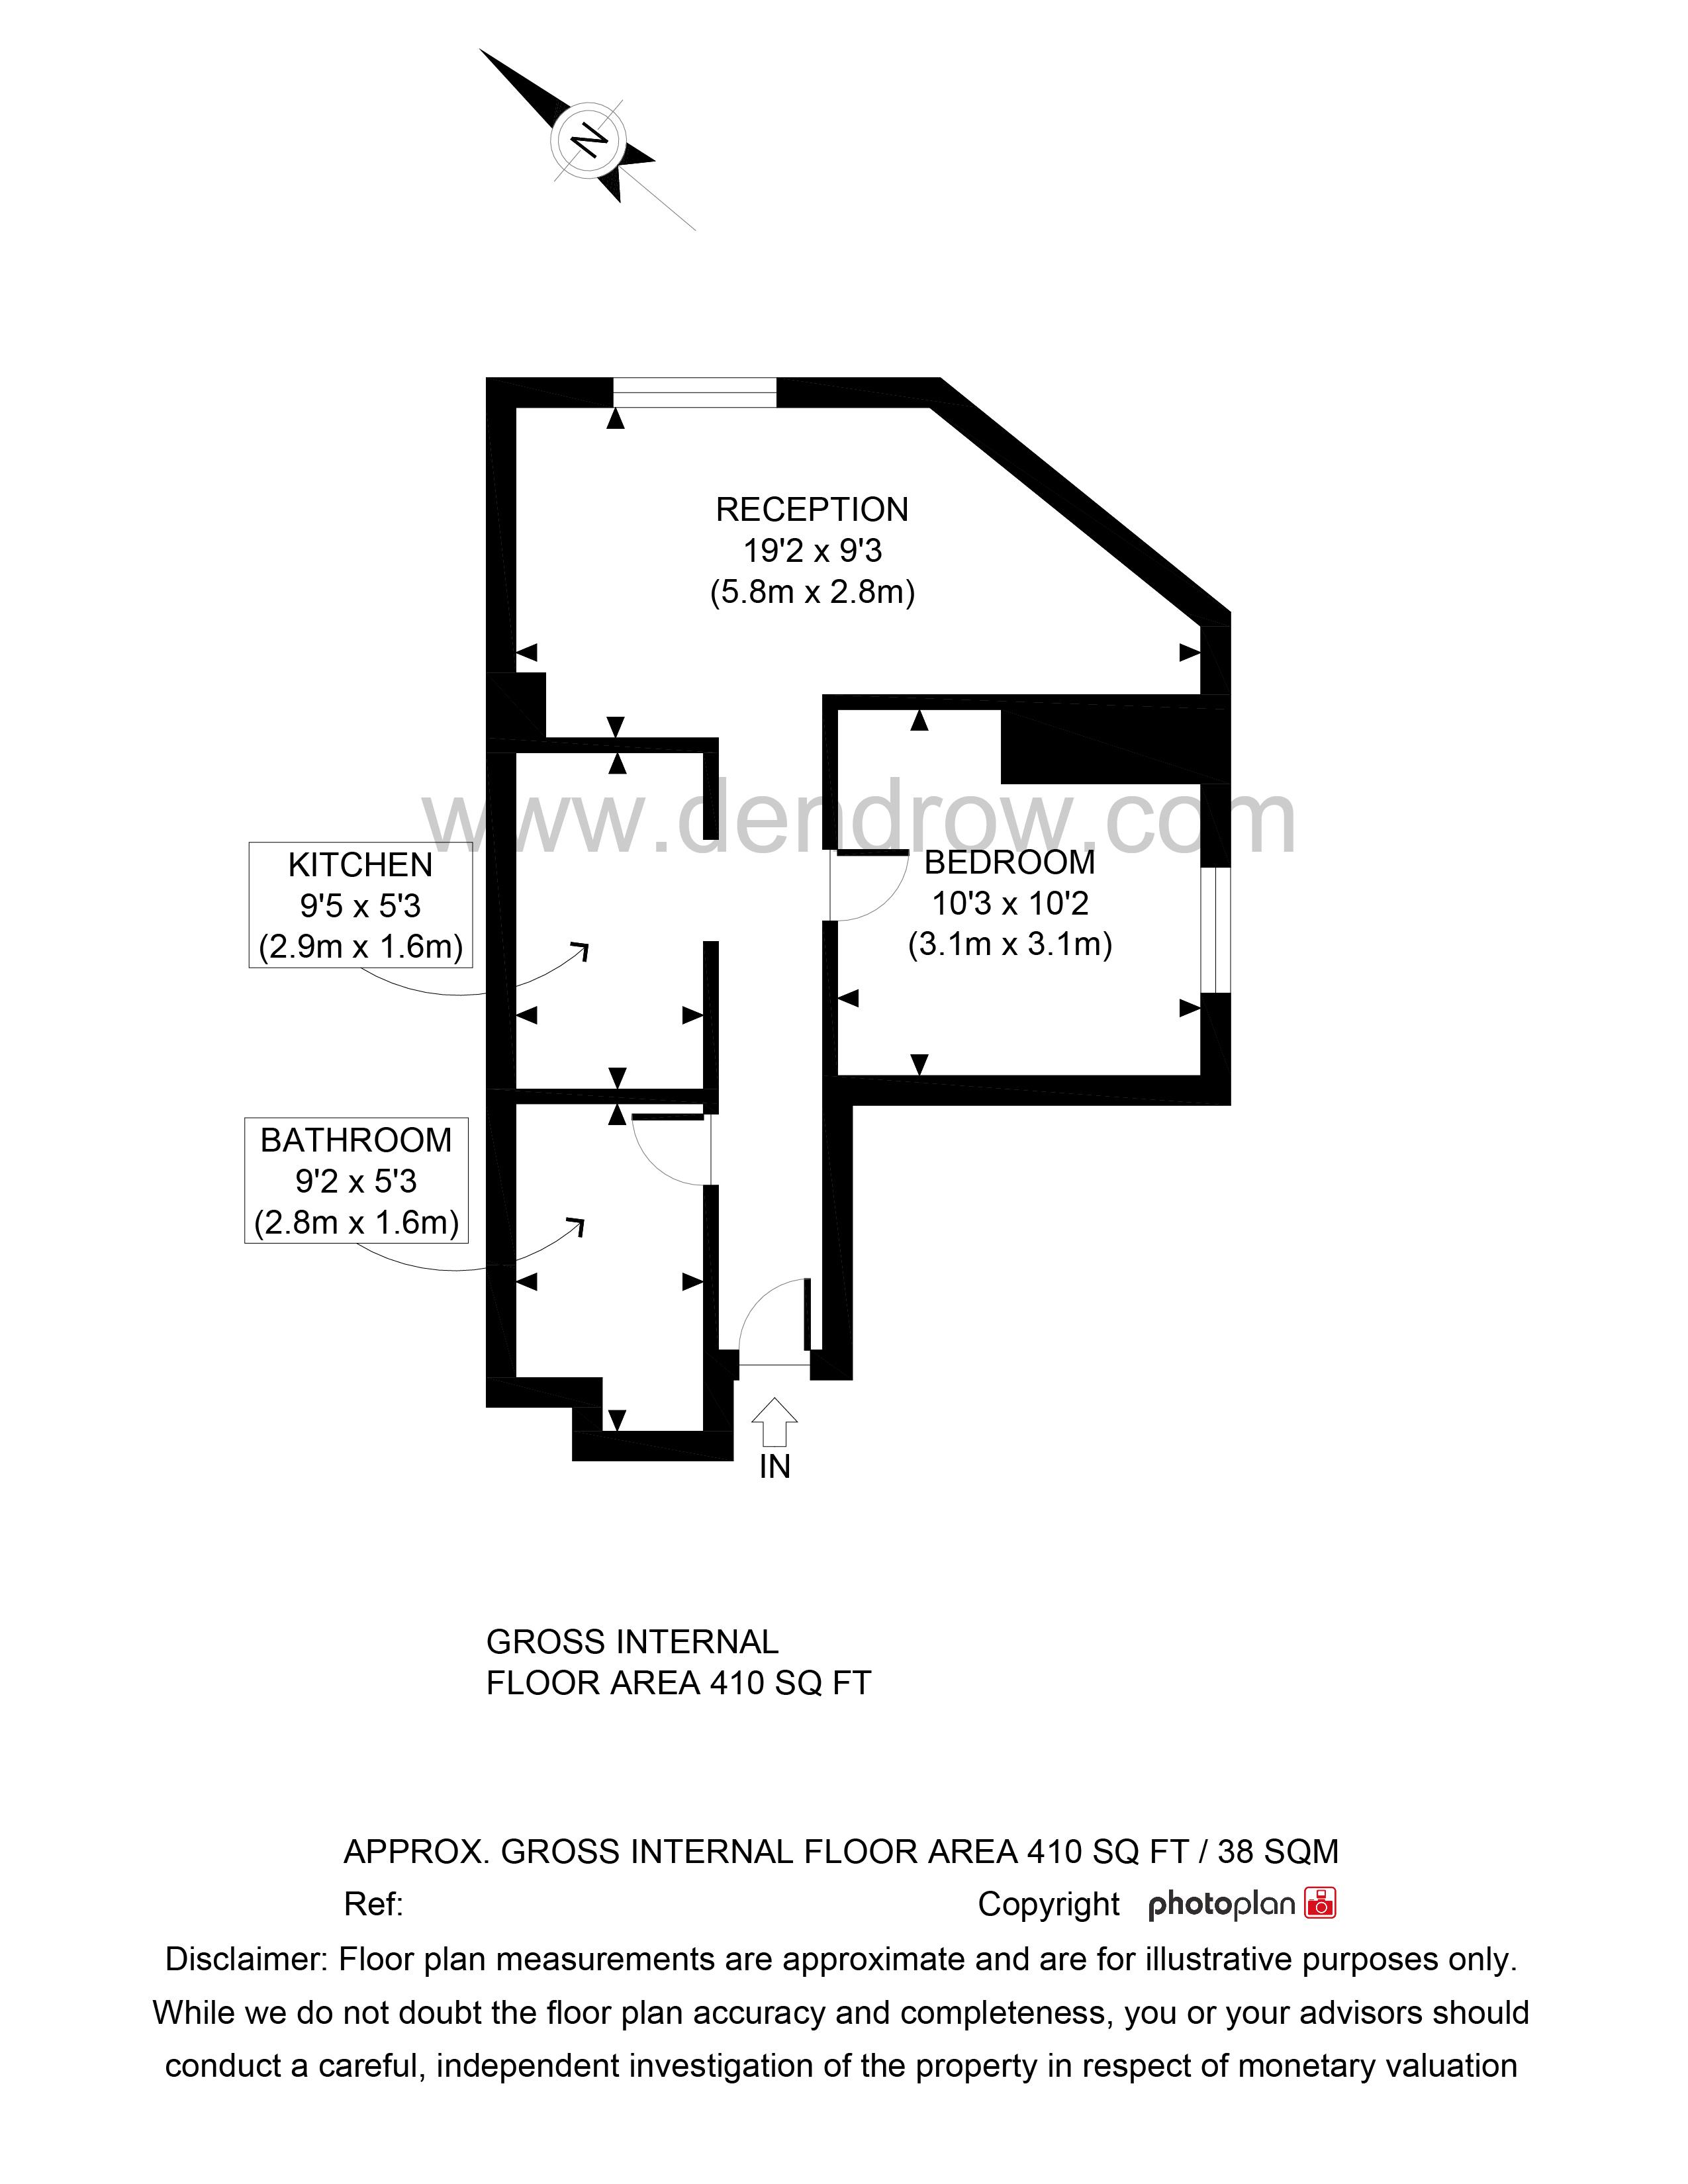 N
RECEPTION
19'2 x 9'3
(5.8m x 2.8m)
www.dendrow.com
KITCHEN
9'5 x 5'3
(2.9m x 1.6m)
BEDROOM
10'3 x 10'2
(3.1m x 3.1m)
BATHROOM
9'2 x 5'3
(2.8m x 1.6m)
IN
GROSS INTERNAL
FLOOR AREA 410 SQ FT
APPROX. GROSS INTERNAL FLOOR AREA 410 SQ FT / 38 SQM
Ref:
Copyright photoplan
Disclaimer: Floor plan measurements are approximate and are for illustrative purposes only.
While we do not doubt the floor plan accuracy and completeness, you or your advisors should
conduct a careful, independent investigation of the property in respect of monetary valuation